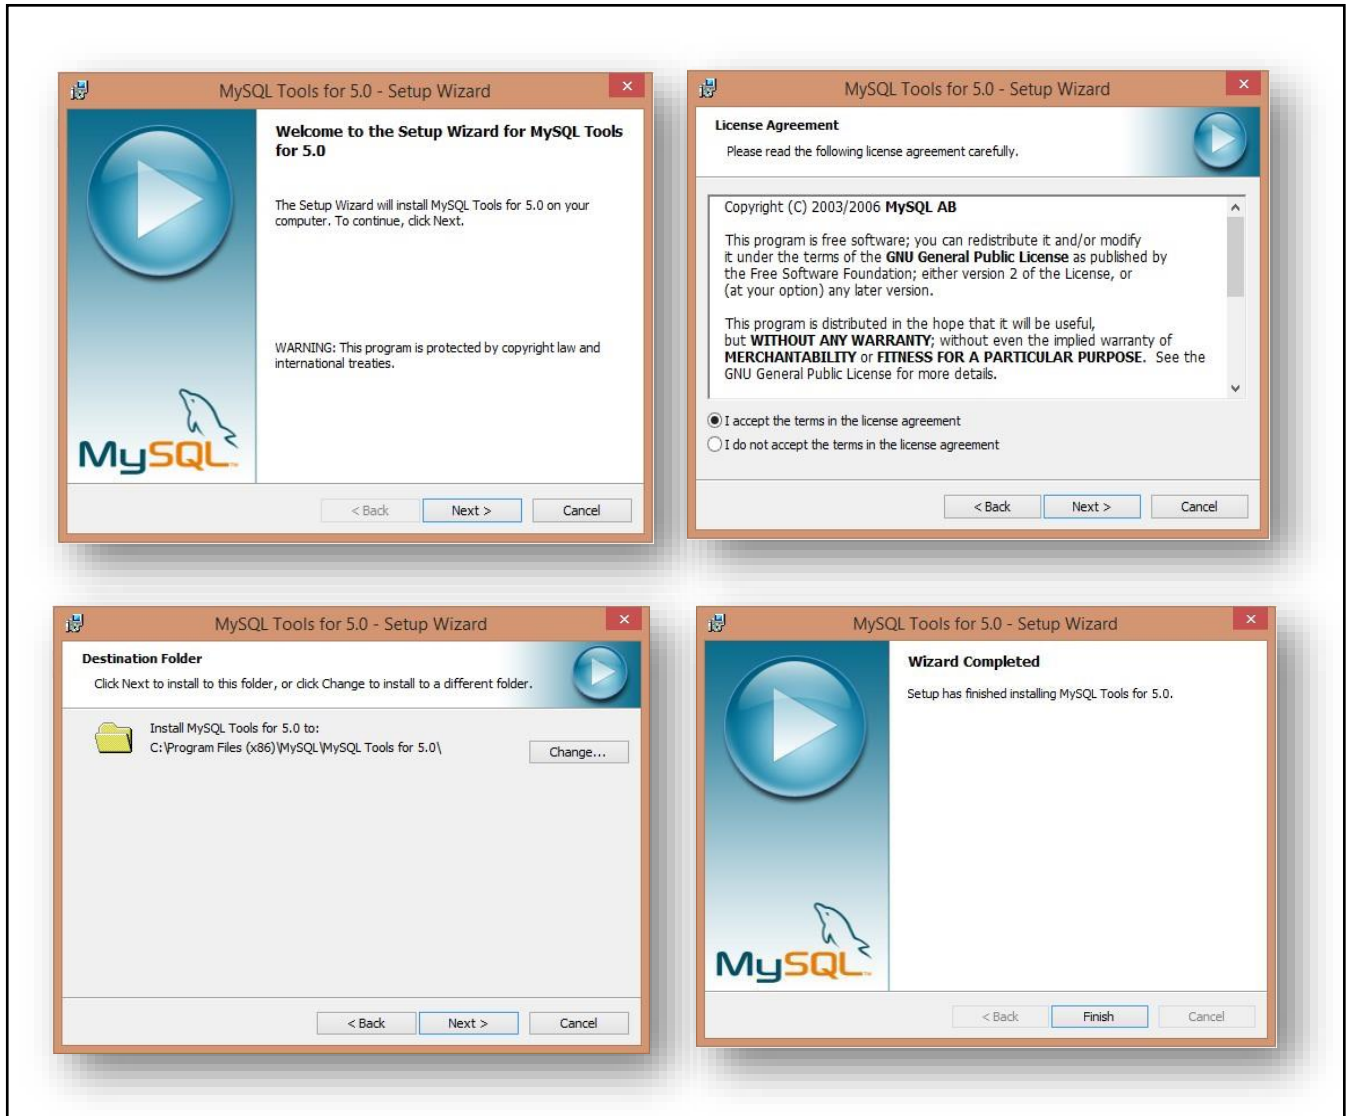 MySQL Tools for 5.0 - Setup Wizard
Welcome to the Setup Wizard for MySQL Tools
for 5.0
The Setup Wizard will install MySQL Tools for 5.0 on your
computer. To continue, click Next.
WARNING: This program is protected by copyright law and
international treaties.
MySQL
< Back Next > Cancel
MySQL Tools for 5.0 - Setup Wizard
License Agreement
Please read the following license agreement carefully.
Copyright (C) 2003/2006 MySQL AB
This program is free software; you can redistribute it and/or modify
it under the terms of the GNU General Public License as published by
the Free Software Foundation; either version 2 of the License, or
(at your option) any later version.
This program is distributed in the hope that it will be useful,
but WITHOUT ANY WARRANTY; without even the implied warranty of
MERCHANTABILITY or FITNESS FOR A PARTICULAR PURPOSE. See the
GNU General Public License for more details.
I accept the terms in the license agreement
I do not accept the terms in the license agreement
< Back Next > Cancel
MySQL Tools for 5.0 - Setup Wizard
Destination Folder
Click Next to install to this folder, or click Change to install to a different folder.
Install MySQL Tools for 5.0 to:
C:\Program Files (x86)\MySQL\MySQL Tools for 5.0\
Change...
< Back Next > Cancel
MySQL Tools for 5.0 - Setup Wizard
Wizard Completed
Setup has finished installing MySQL Tools for 5.0.
MySQL
< Back Finish Cancel